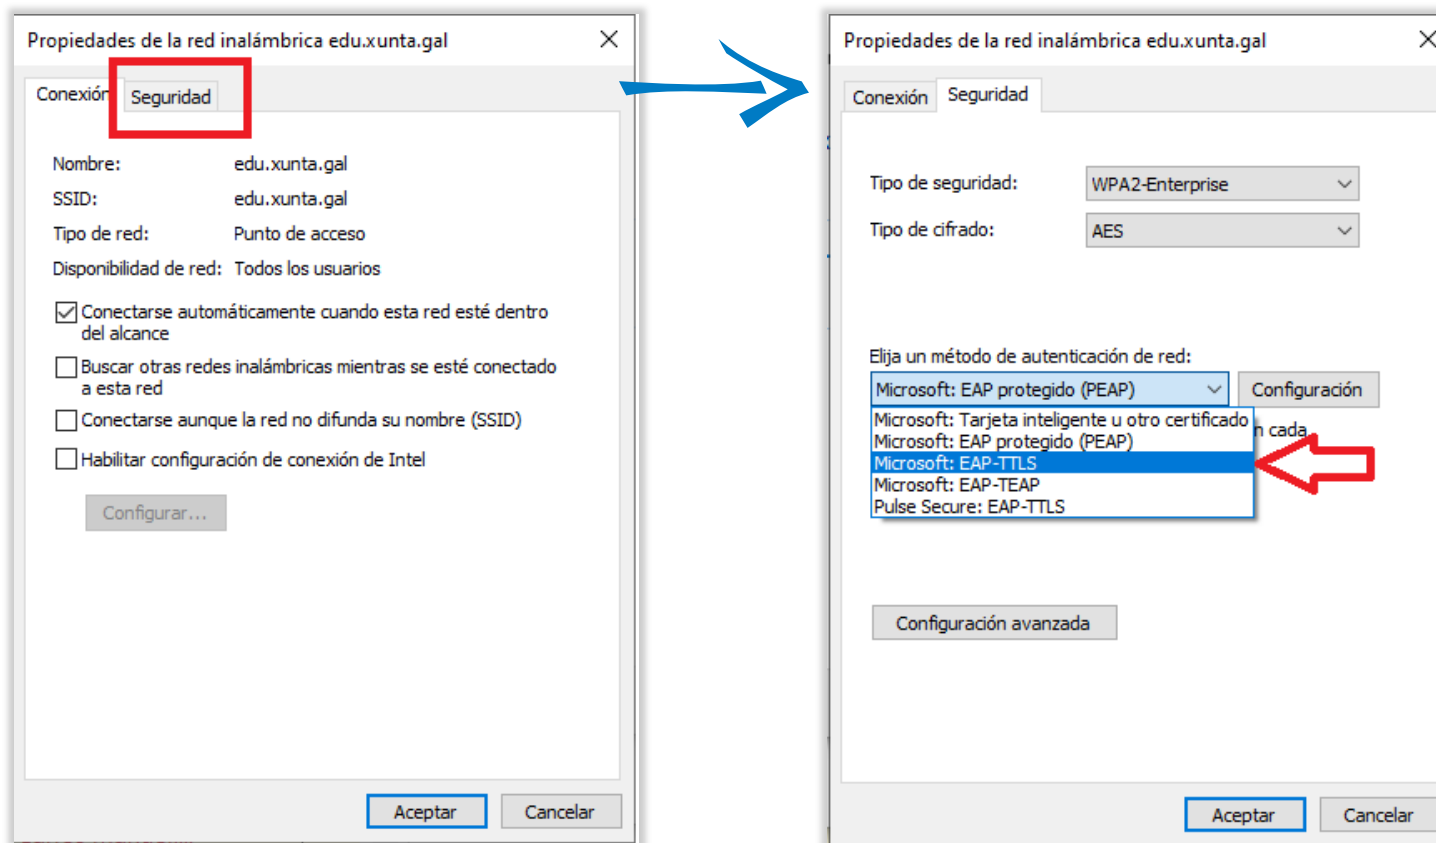 Propiedades de la red inalámbrica edu.xunta.gal
Conexión
Seguridad
Nombre: edu.xunta.gal
SSID: edu.xunta.gal
Tipo de red: Punto de acceso
Disponibilidad de red: Todos los usuarios
Conectarse automáticamente cuando esta red esté dentro
del alcance
Buscar otras redes inalámbricas mientras se esté conectado
a esta red
Conectarse aunque la red no difunda su nombre (SSID)
Habilitar configuración de conexión de Intel
Configurar...
Aceptar
Cancelar
Propiedades de la red inalámbrica edu.xunta.gal
Conexión
Seguridad
Tipo de seguridad: WPA2-Enterprise
Tipo de cifrado: AES
Elija un método de autenticación de red:
Microsoft: EAP protegido (PEAP)
Configuración
Microsoft: Tarjeta inteligente u otro certificado
n cada
Microsoft: EAP protegido (PEAP)
Microsoft: EAP-TTLS
Microsoft: EAP-TEAP
Pulse Secure: EAP-TTLS
Configuración avanzada
Aceptar
Cancelar